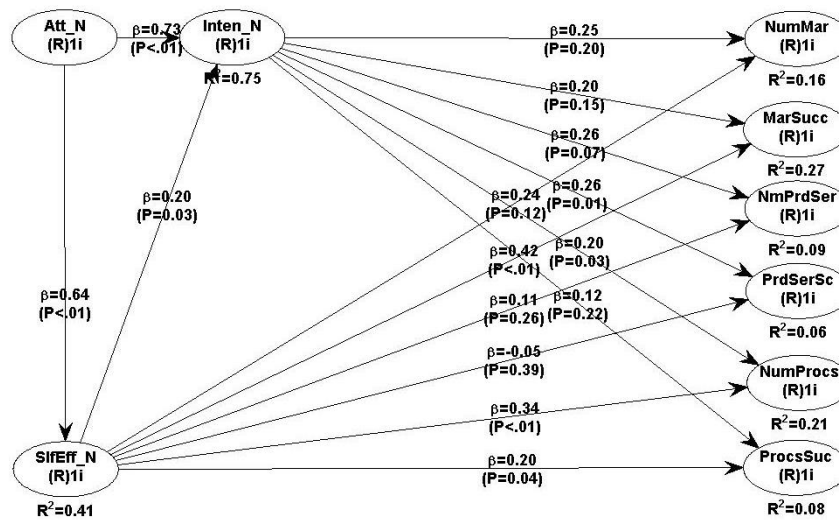 Att_N
(R)1i
β=0.73
(P<.01)
Inten_N
(R)1i
R²=0.75
β=0.25
(P=0.20)
NumMar
(R)1i
R²=0.16
β=0.20
(P=0.15)
MarSucc
(R)1i
R²=0.27
β=0.26
(P=0.07)
NmPrdSer
(R)1i
R²=0.09
β=0.26
(P=0.01)
PrdSerSc
(R)1i
R²=0.06
β=0.20
(P=0.03)
NumProcs
(R)1i
R²=0.21
β=0.12
(P=0.22)
ProcsSuc
(R)1i
R²=0.08
β=0.20
(P=0.03)
β=0.24
(P=0.12)
β=0.42
(P<.01)
β=0.11
(P=0.26)
β=-0.05
(P=0.39)
β=0.34
(P<.01)
β=0.20
(P=0.04)
β=0.64
(P<.01)
SlfEff_N
(R)1i
R²=0.41